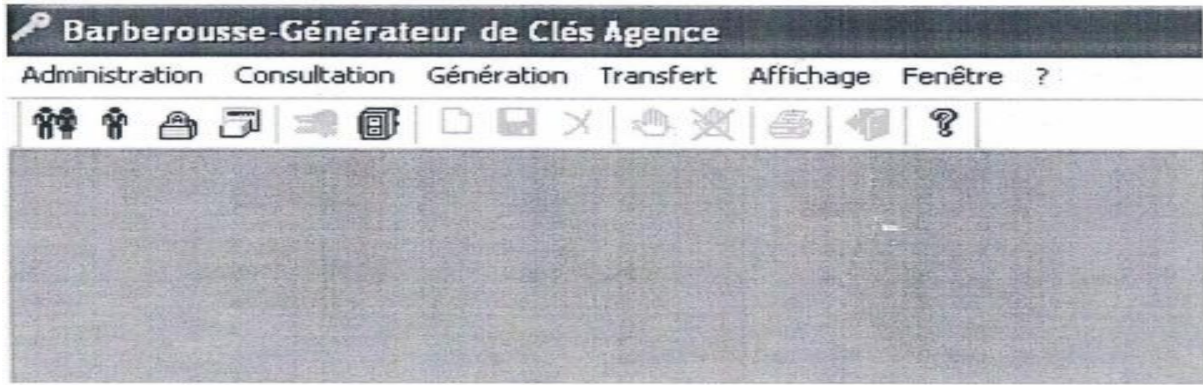 Barberousse-Générateur de Clés Agence
Administration Consultation Génération Transfert Affichage Fenêtre ?